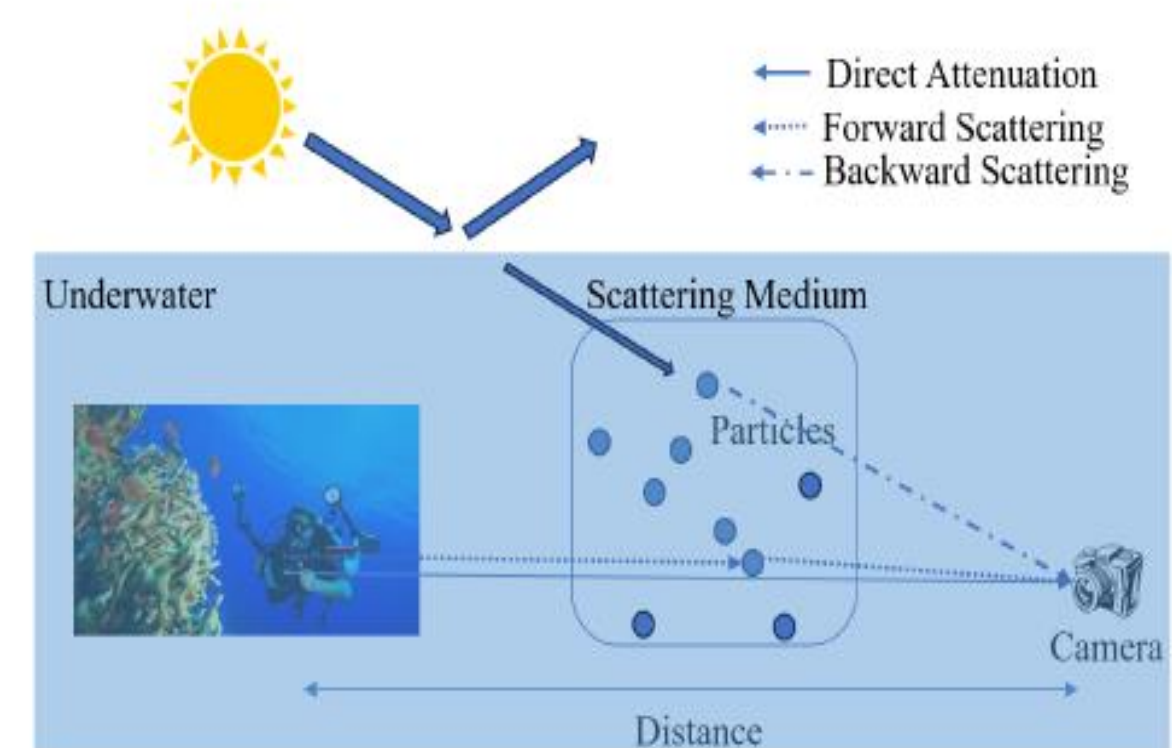 Direct Attenuation
Forward Scattering
Backward Scattering
Underwater
Scattering Medium
Particles
Camera
Distance